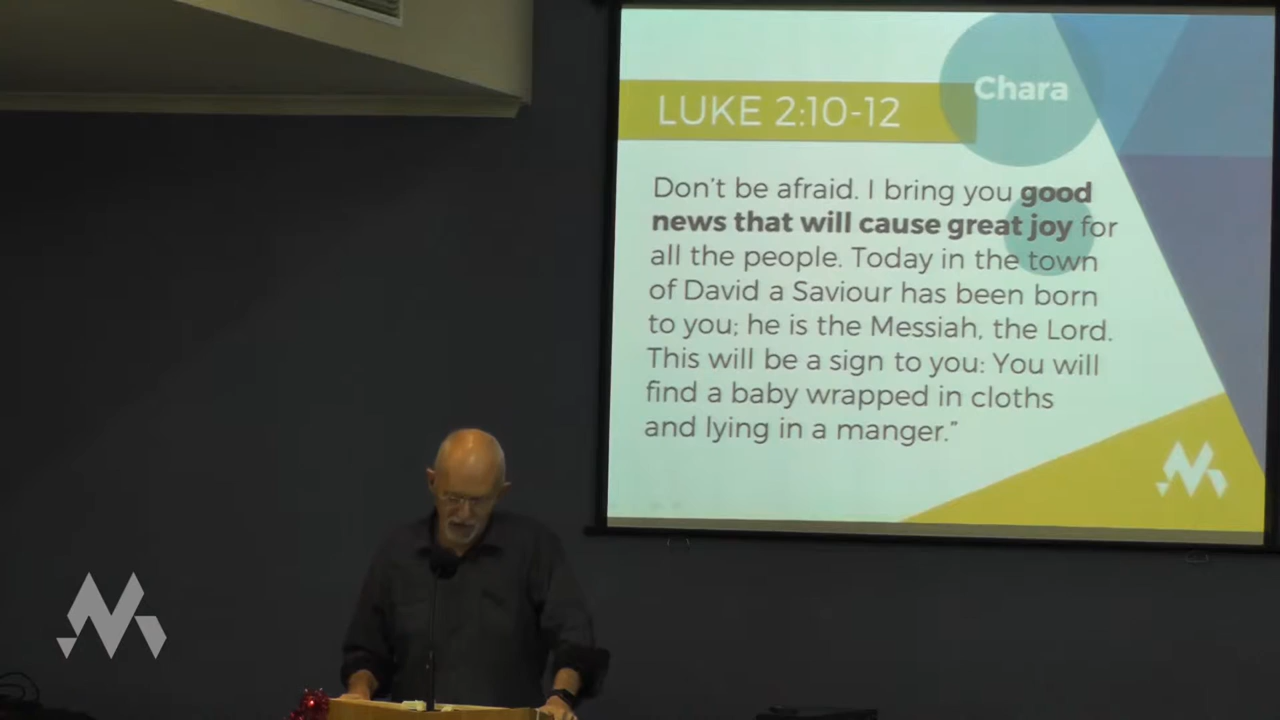 Chara
LUKE 2:10-12
Don't be afraid. I bring you good
news that will cause great joy for
all the people. Today in the town
of David a Saviour has been born
to you; he is the Messiah, the Lord.
This will be a sign to you: You will
find a baby wrapped in cloths
and lying in a manger.”